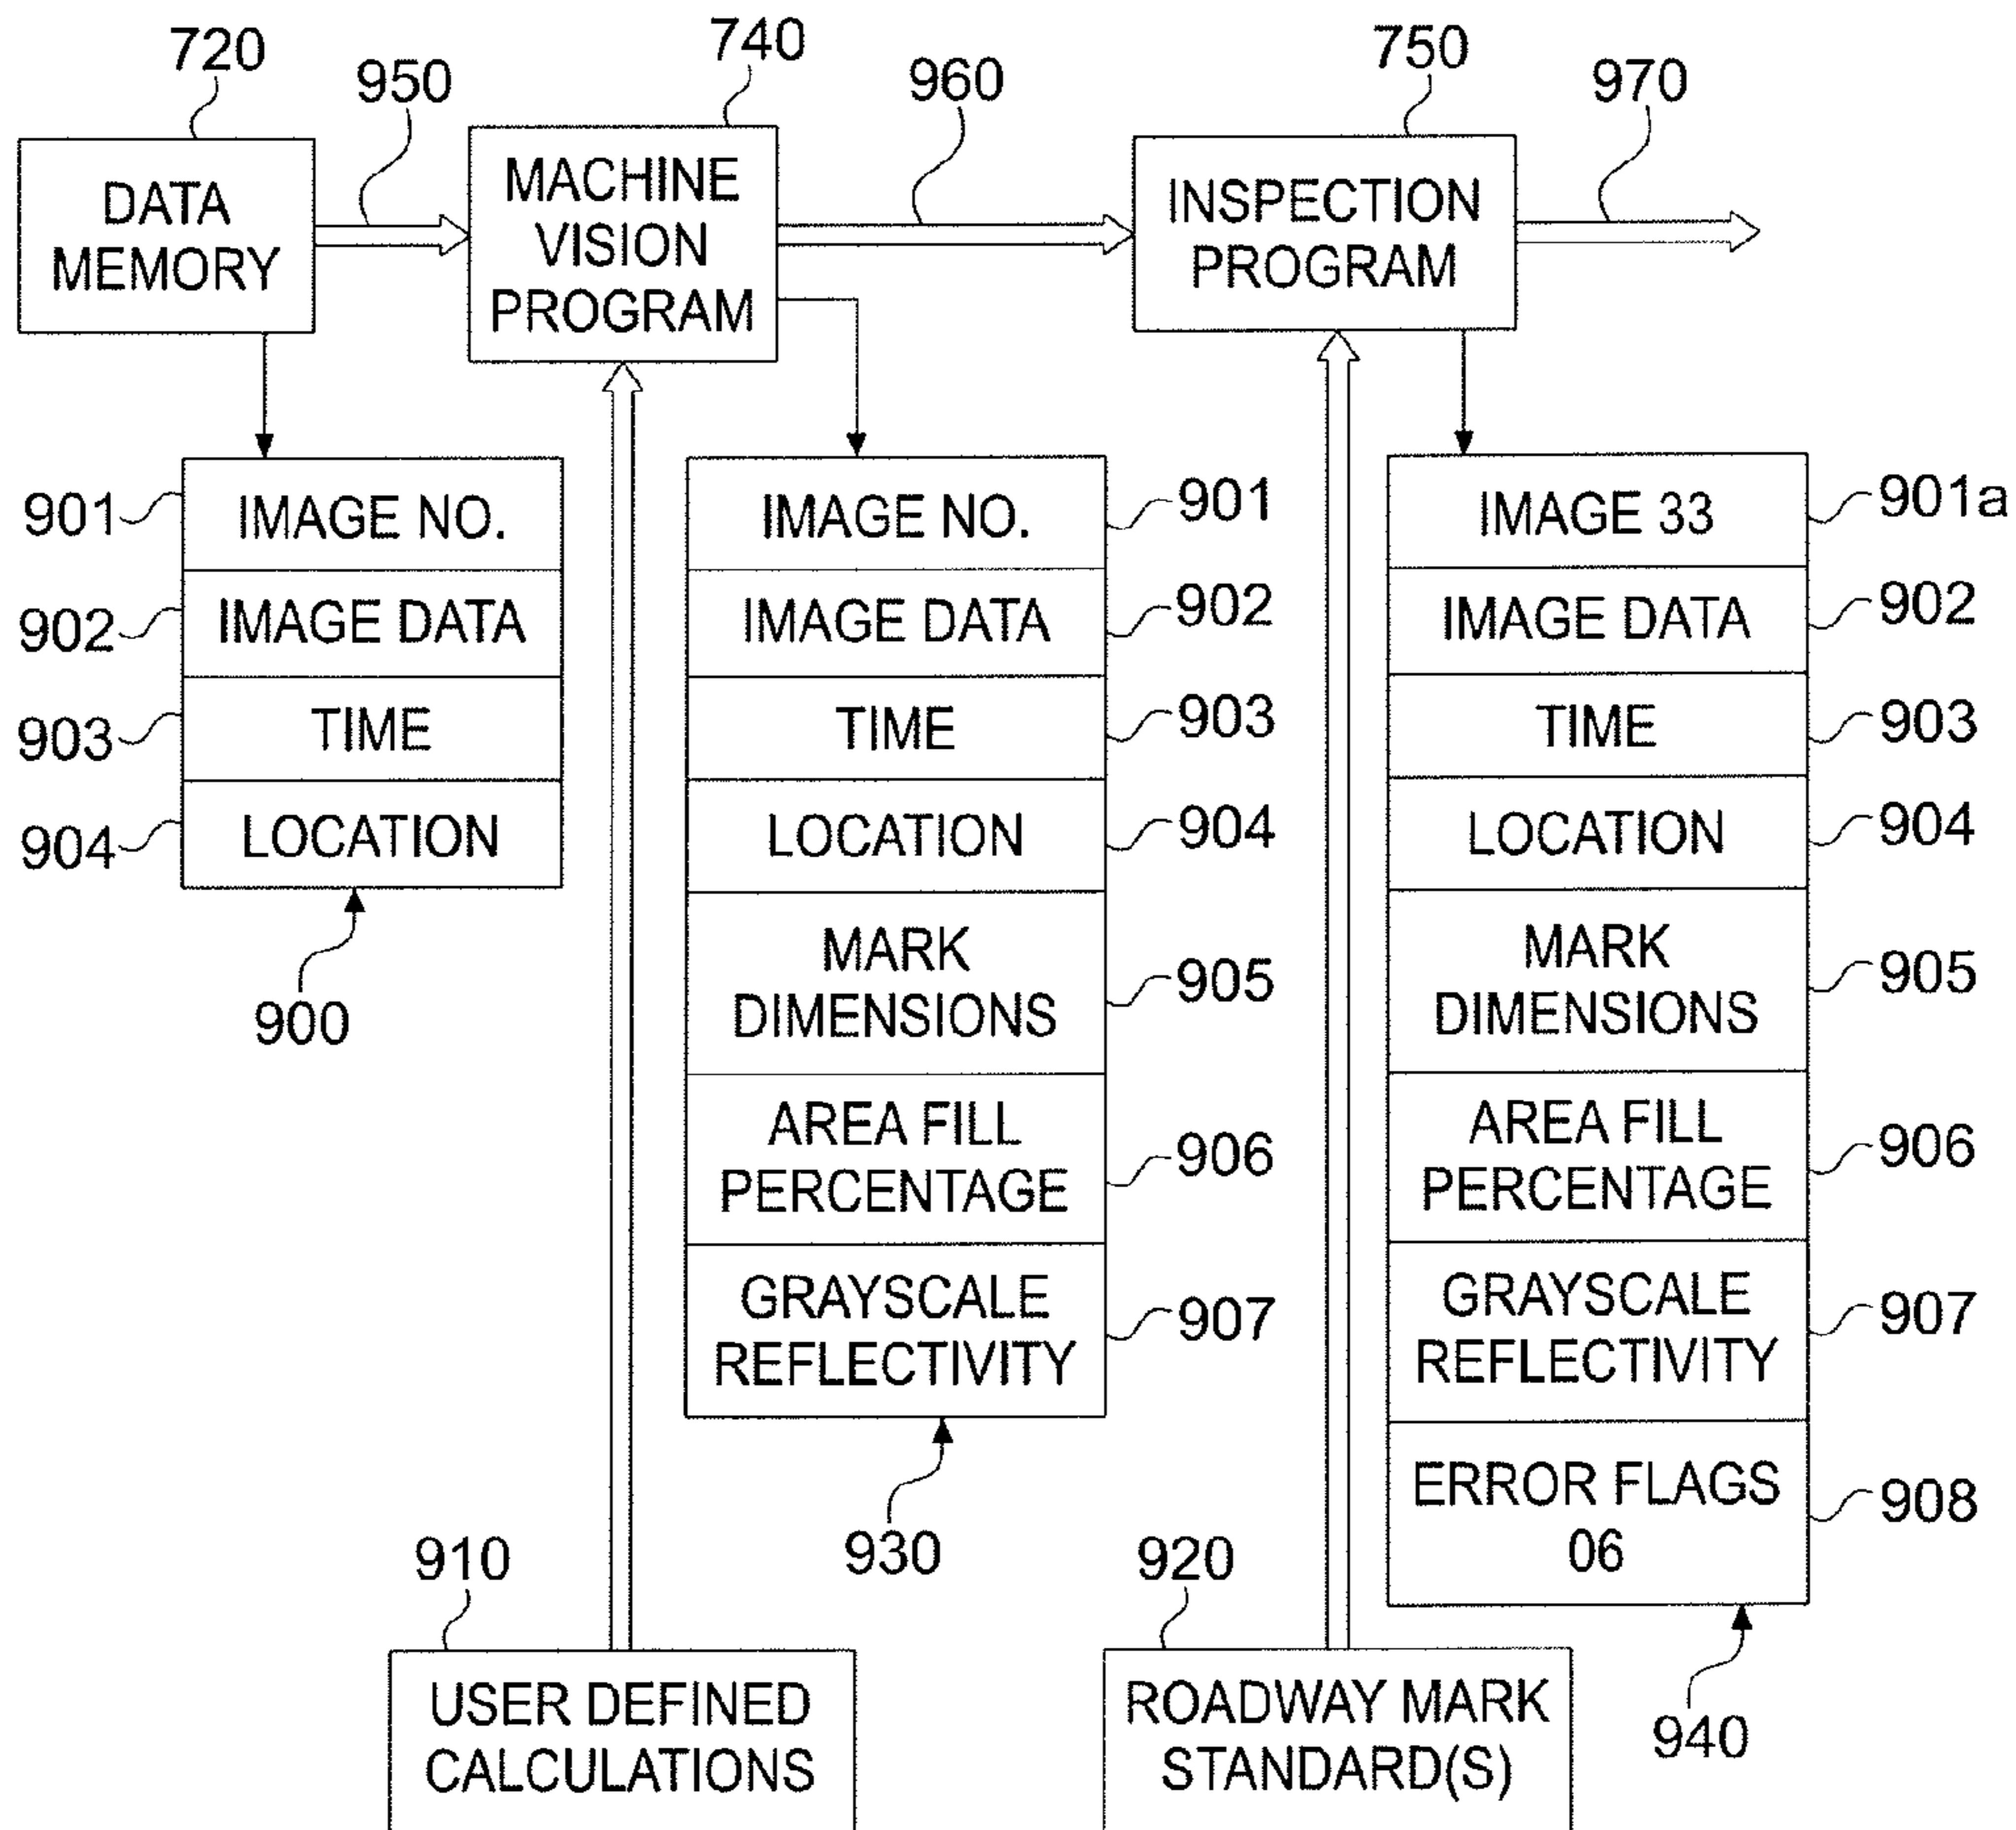 720
950
740
960
750
970
DATA
MEMORY
MACHINE
VISION
PROGRAM
INSPECTION
PROGRAM
901
IMAGE NO.
902
IMAGE DATA
903
TIME
904
LOCATION
900
IMAGE NO.
901
IMAGE DATA
902
TIME
903
LOCATION
904
MARK
DIMENSIONS
905
AREA FILL
PERCENTAGE
906
GRAYSCALE
REFLECTIVITY
907
930
IMAGE 33
901a
IMAGE DATA
902
TIME
903
LOCATION
904
MARK
DIMENSIONS
905
AREA FILL
PERCENTAGE
906
GRAYSCALE
REFLECTIVITY
907
ERROR FLAGS
06
908
940
910
USER DEFINED
CALCULATIONS
920
ROADWAY MARK
STANDARD(S)